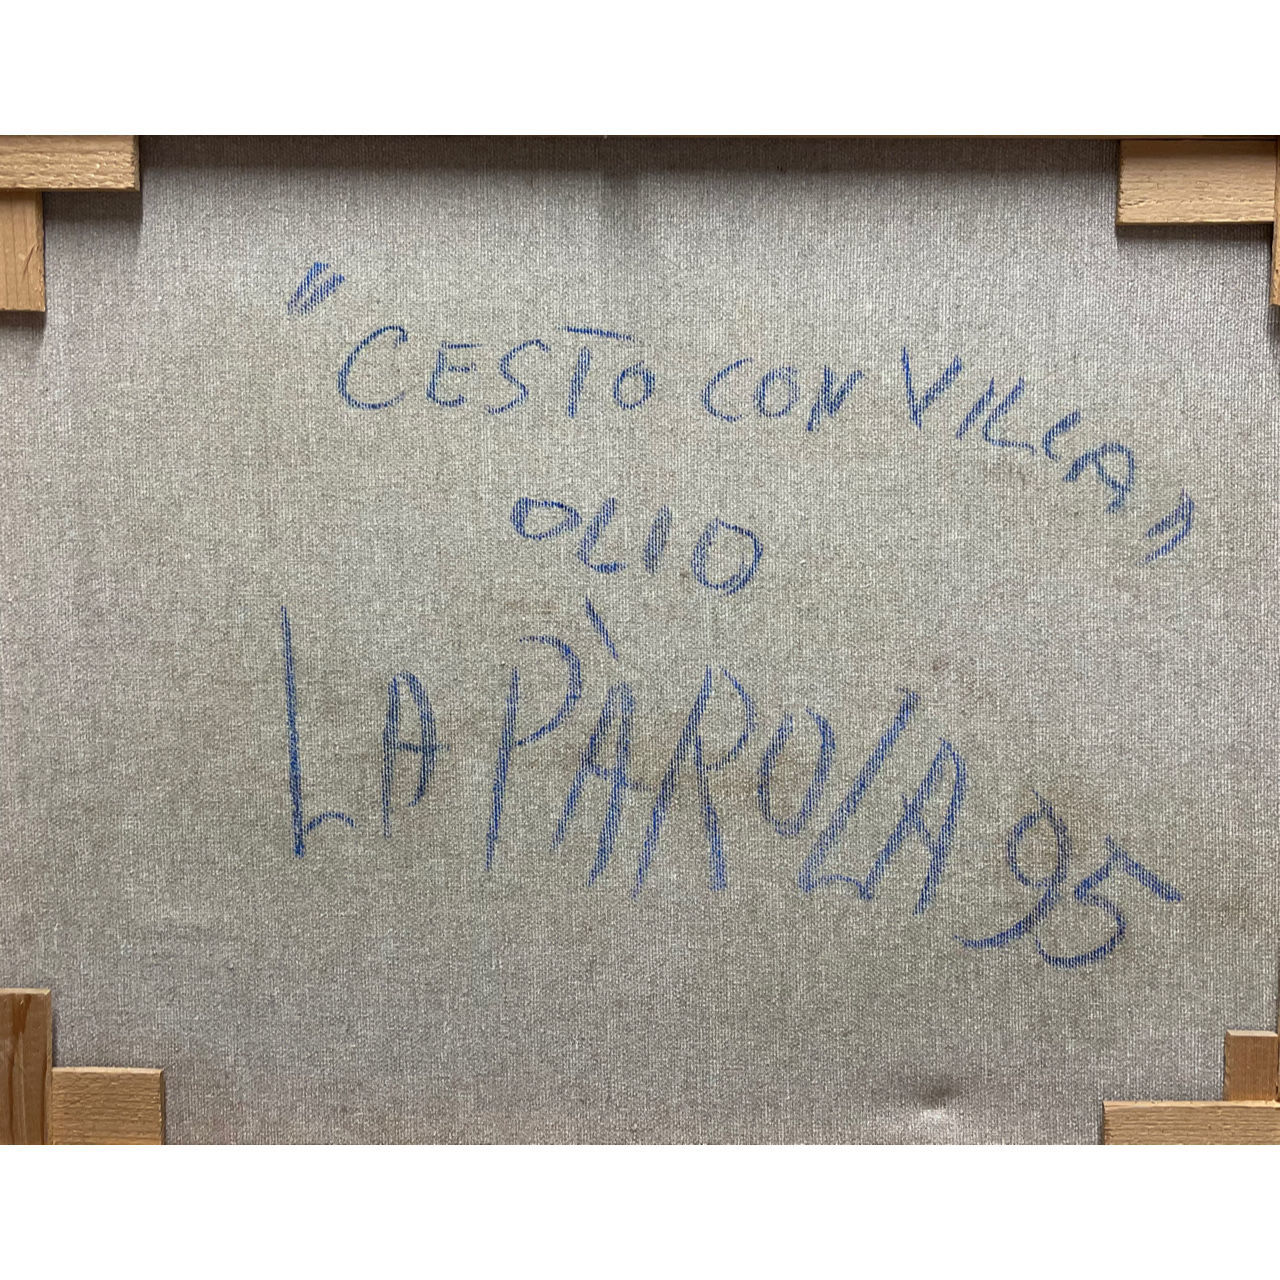 "CESTO CON VILLA"
OLIO
LA PÀROLA 95